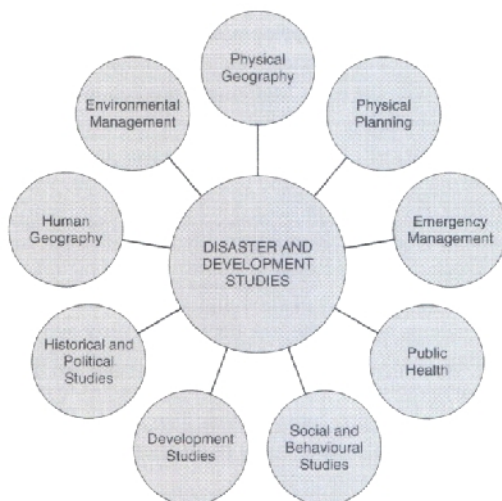 Physical
Geography
Physical
Planning
Emergency
Management
Public
Health
Social and
Behavioural
Studies
Development
Studies
Historical and
Political
Studies
Human
Geography
Environmental
Management
DISASTER AND
DEVELOPMENT
STUDIES